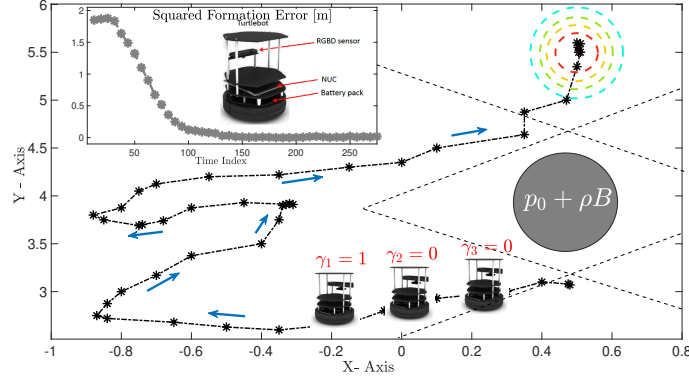 Squared Formation Error [m]
2
1.5
1
0.5
0
50
100
150
200
250
Time Index
Turtlebot
RGBD sensor
NUC
Battery pack
6
5.5
5
4.5
4
3.5
3
Y - Axis
p₀ + ρB
γ₁ = 1
γ₂ = 0
γ₃ = 0
-1
-0.8
-0.6
-0.4
-0.2
0
0.2
0.4
0.6
0.8
X- Axis